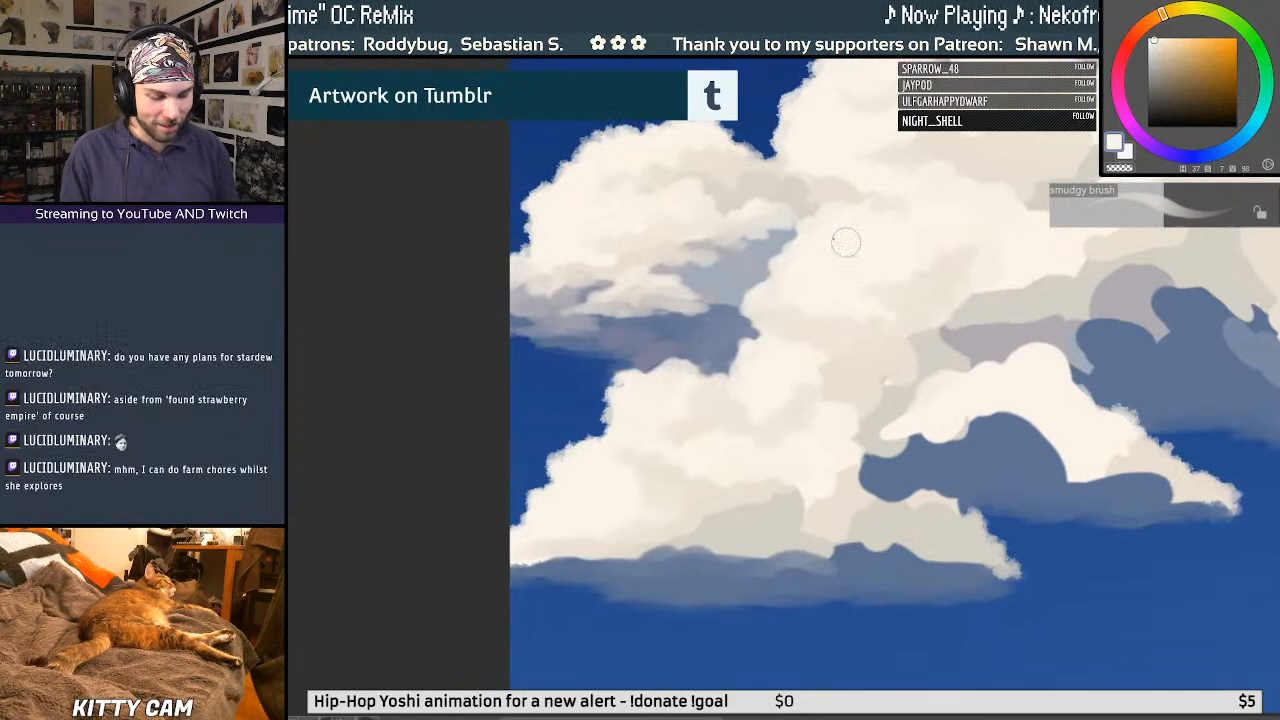 ime" OC ReMix
♪ Now Playing ♪ : Nekofr
patrons: Roddybug, Sebastian S. ✿ ✿ ✿ Thank you to my supporters on Patreon: Shawn M.,
Artwork on Tumblr
t
SPARROW_48 FOLLOW
JAYPOD FOLLOW
ULFGARHAPPYDWARF FOLLOW
NIGHT_SHELL FOLLOW
H 37 S 7 V 98
smudgy brush
Streaming to YouTube AND Twitch
LUCIDLUMINARY: do you have any plans for stardew
tomorrow?
LUCIDLUMINARY: aside from 'found strawberry
empire' of course
LUCIDLUMINARY:
LUCIDLUMINARY: mhm, I can do farm chores whilst
she explores
KITTY CAM
Hip-Hop Yoshi animation for a new alert - !donate !goal $0 $5